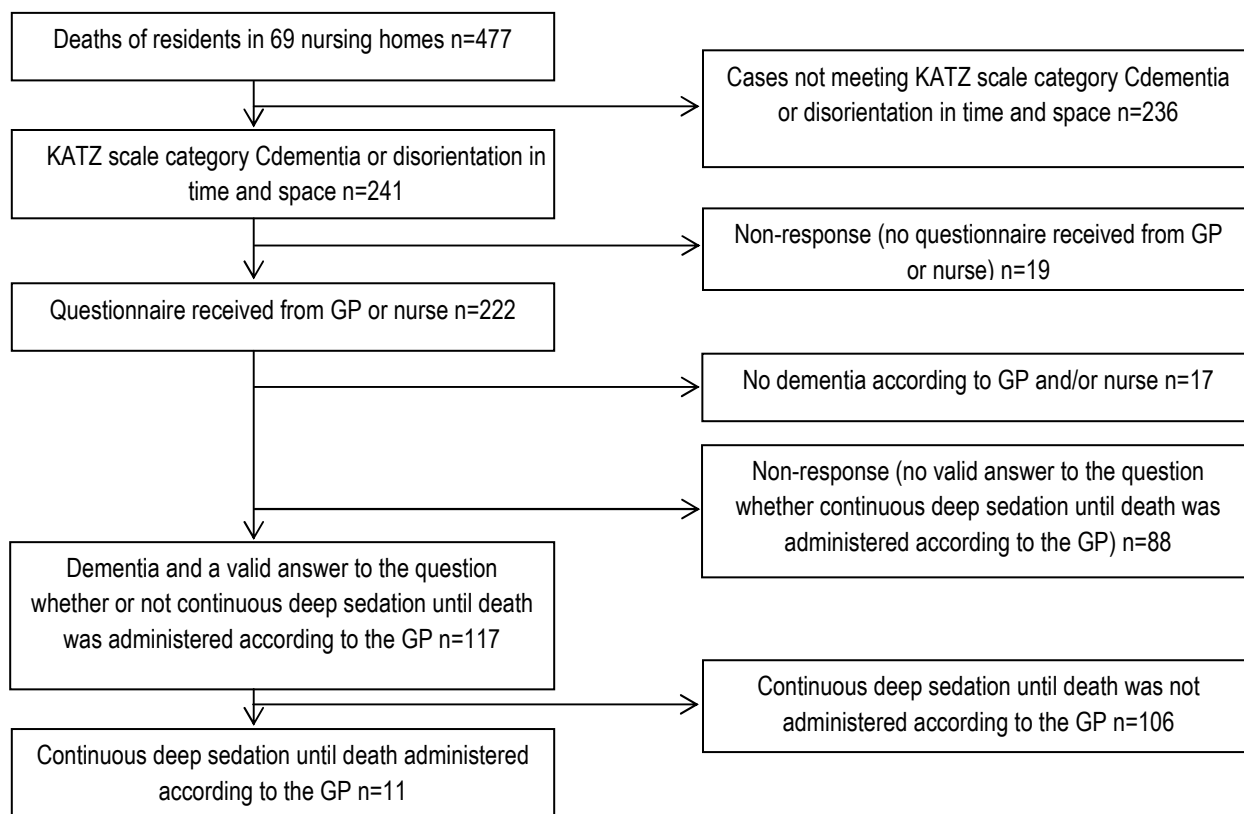 Deaths of residents in 69 nursing homes n=477
Cases not meeting KATZ scale category Cdementia
or disorientation in time and space n=236
KATZ scale category Cdementia or disorientation in
time and space n=241
Non-response (no questionnaire received from GP
or nurse) n=19
Questionnaire received from GP or nurse n=222
No dementia according to GP and/or nurse n=17
Non-response (no valid answer to the question
whether continuous deep sedation until death was
administered according to the GP) n=88
Dementia and a valid answer to the question
whether or not continuous deep sedation until death
was administered according to the GP n=117
Continuous deep sedation until death was not
administered according to the GP n=106
Continuous deep sedation until death administered
according to the GP n=11